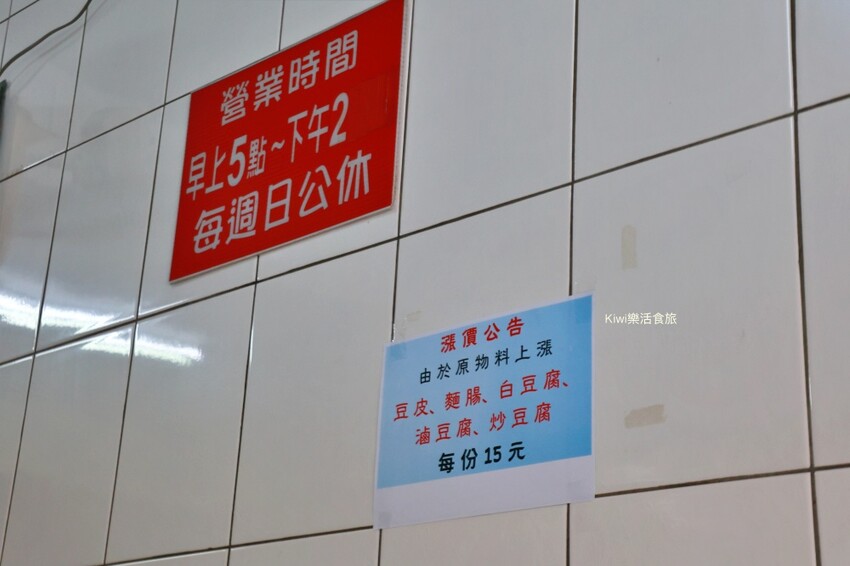 營業時間
早上5點~下午2
每週日公休
漲價公告
由於原物料上漲
豆皮、麵腸、白豆腐、
滷豆腐、炒豆腐
每份15元
Kiwi樂活食旅